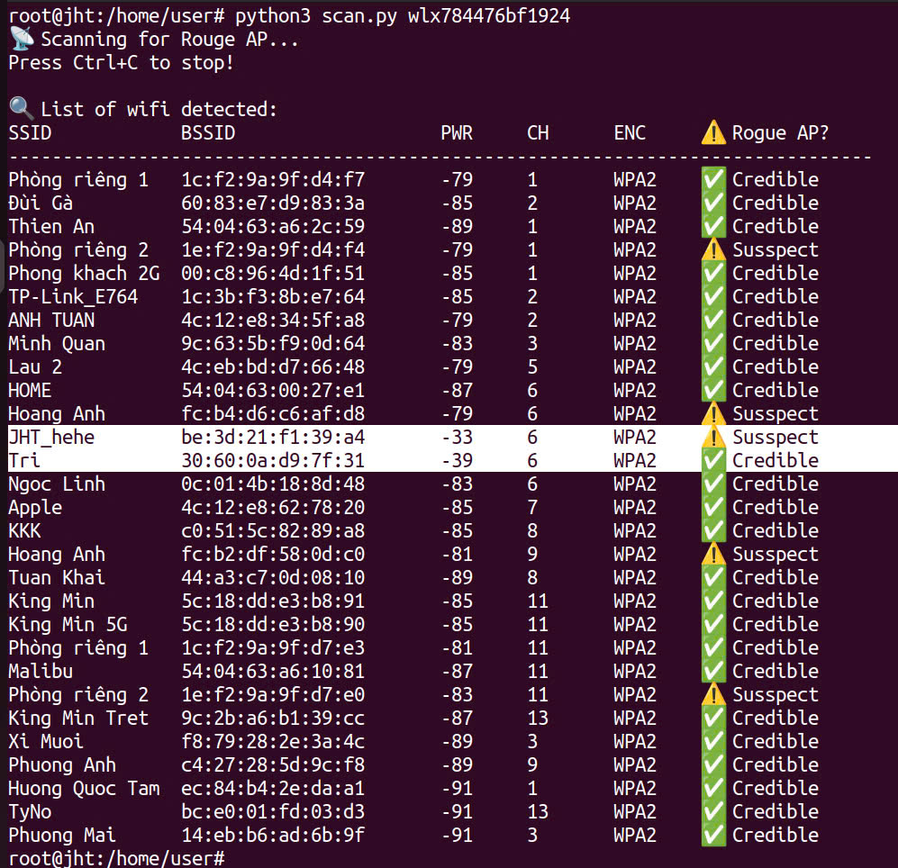 root@jht:/home/user# python3 scan.py wlx784476bf1924
📡 Scanning for Rouge AP...
Press Ctrl+C to stop!
🔍 List of wifi detected:
SSID BSSID PWR CH ENC ⚠️ Rogue AP?
--------------------------------------------------------------------------------
Phòng riêng 1 1c:f2:9a:9f:d4:f7 -79 1 WPA2 ✅ Credible
Đùi Gà 60:83:e7:d9:83:3a -85 2 WPA2 ✅ Credible
Thien An 54:04:63:a6:2c:59 -89 1 WPA2 ✅ Credible
Phòng riêng 2 1e:f2:9a:9f:d4:f4 -79 1 WPA2 ⚠️ Susspect
Phong khach 2G 00:c8:96:4d:1f:51 -85 1 WPA2 ✅ Credible
TP-Link_E764 1c:3b:f3:8b:e7:64 -85 2 WPA2 ✅ Credible
ANH TUAN 4c:12:e8:34:5f:a8 -79 2 WPA2 ✅ Credible
Minh Quan 9c:63:5b:f9:0d:64 -83 3 WPA2 ✅ Credible
Lau 2 4c:eb:bd:d7:66:48 -79 5 WPA2 ✅ Credible
HOME 54:04:63:00:27:e1 -87 6 WPA2 ✅ Credible
Hoang Anh fc:b4:d6:c6:af:d8 -79 6 WPA2 ⚠️ Susspect
JHT_hehe be:3d:21:f1:39:a4 -33 6 WPA2 ⚠️ Susspect
Tri 30:60:0a:d9:7f:31 -39 6 WPA2 ✅ Credible
Ngoc Linh 0c:01:4b:18:8d:48 -83 6 WPA2 ✅ Credible
Apple 4c:12:e8:62:78:20 -85 7 WPA2 ✅ Credible
KKK c0:51:5c:82:89:a8 -85 8 WPA2 ✅ Credible
Hoang Anh fc:b2:df:58:0d:c0 -81 9 WPA2 ⚠️ Susspect
Tuan Khai 44:a3:c7:0d:08:10 -89 8 WPA2 ✅ Credible
King Min 5c:18:dd:e3:b8:91 -85 11 WPA2 ✅ Credible
King Min 5G 5c:18:dd:e3:b8:90 -85 11 WPA2 ✅ Credible
Phòng riêng 1 1c:f2:9a:9f:d7:e3 -81 11 WPA2 ✅ Credible
Malibu 54:04:63:a6:10:81 -87 11 WPA2 ✅ Credible
Phòng riêng 2 1e:f2:9a:9f:d7:e0 -83 11 WPA2 ⚠️ Susspect
King Min Tret 9c:2b:a6:b1:39:cc -87 13 WPA2 ✅ Credible
Xi Muoi f8:79:28:2e:3a:4c -89 3 WPA2 ✅ Credible
Phuong Anh c4:27:28:5d:9c:f8 -89 9 WPA2 ✅ Credible
Huong Quoc Tam ec:84:b4:2e:da:a1 -91 1 WPA2 ✅ Credible
TyNo bc:e0:01:fd:03:d3 -91 13 WPA2 ✅ Credible
Phuong Mai 14:eb:b6:ad:6b:9f -91 3 WPA2 ✅ Credible
root@jht:/home/user#